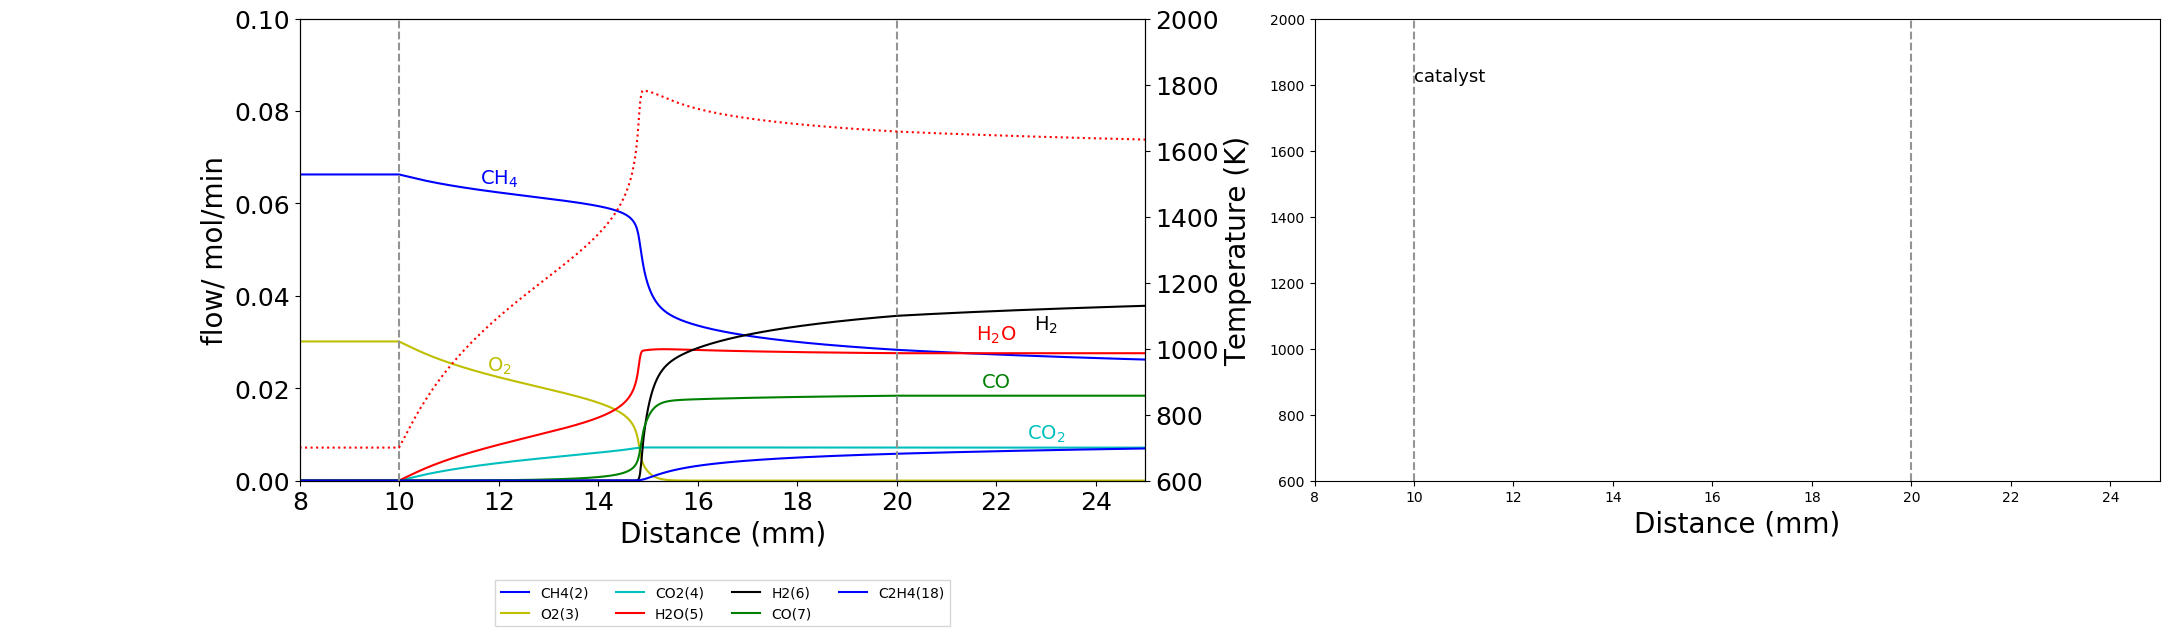 0.10
0.08
0.06
0.04
0.02
0.00
flow/ mol/min
8 10 12 14 16 18 20 22 24
Distance (mm)
2000
1800
1600
1400
1200
1000
800
600
Temperature (K)
CH4
O2
H2O
H2
CO
CO2
CH4(2) CO2(4) H2(6) C2H4(18)
O2(3) H2O(5) CO(7)
2000
1800
1600
1400
1200
1000
800
600
catalyst
8 10 12 14 16 18 20 22 24
Distance (mm)